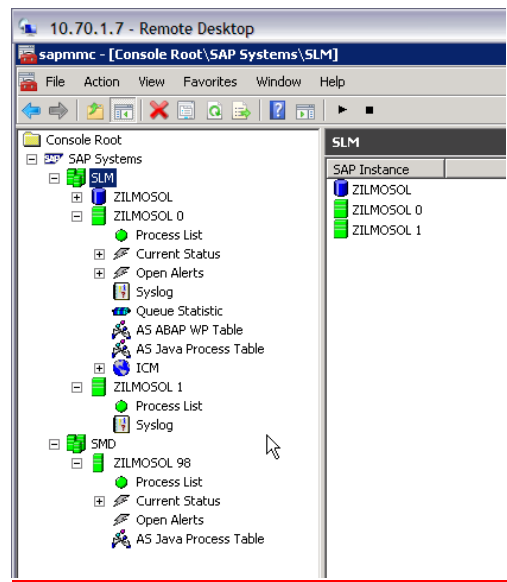 10.70.1.7 - Remote Desktop
sapmmc - [Console Root\SAP Systems\SLM]
File Action View Favorites Window Help
Console Root
SAP Systems
SLM
ZILMOSOL
ZILMOSOL 0
Process List
Current Status
Open Alerts
Syslog
Queue Statistic
AS ABAP WP Table
AS Java Process Table
ICM
ZILMOSOL 1
Process List
Syslog
SMD
ZILMOSOL 98
Process List
Current Status
Open Alerts
AS Java Process Table
SLM
SAP Instance
ZILMOSOL
ZILMOSOL 0
ZILMOSOL 1